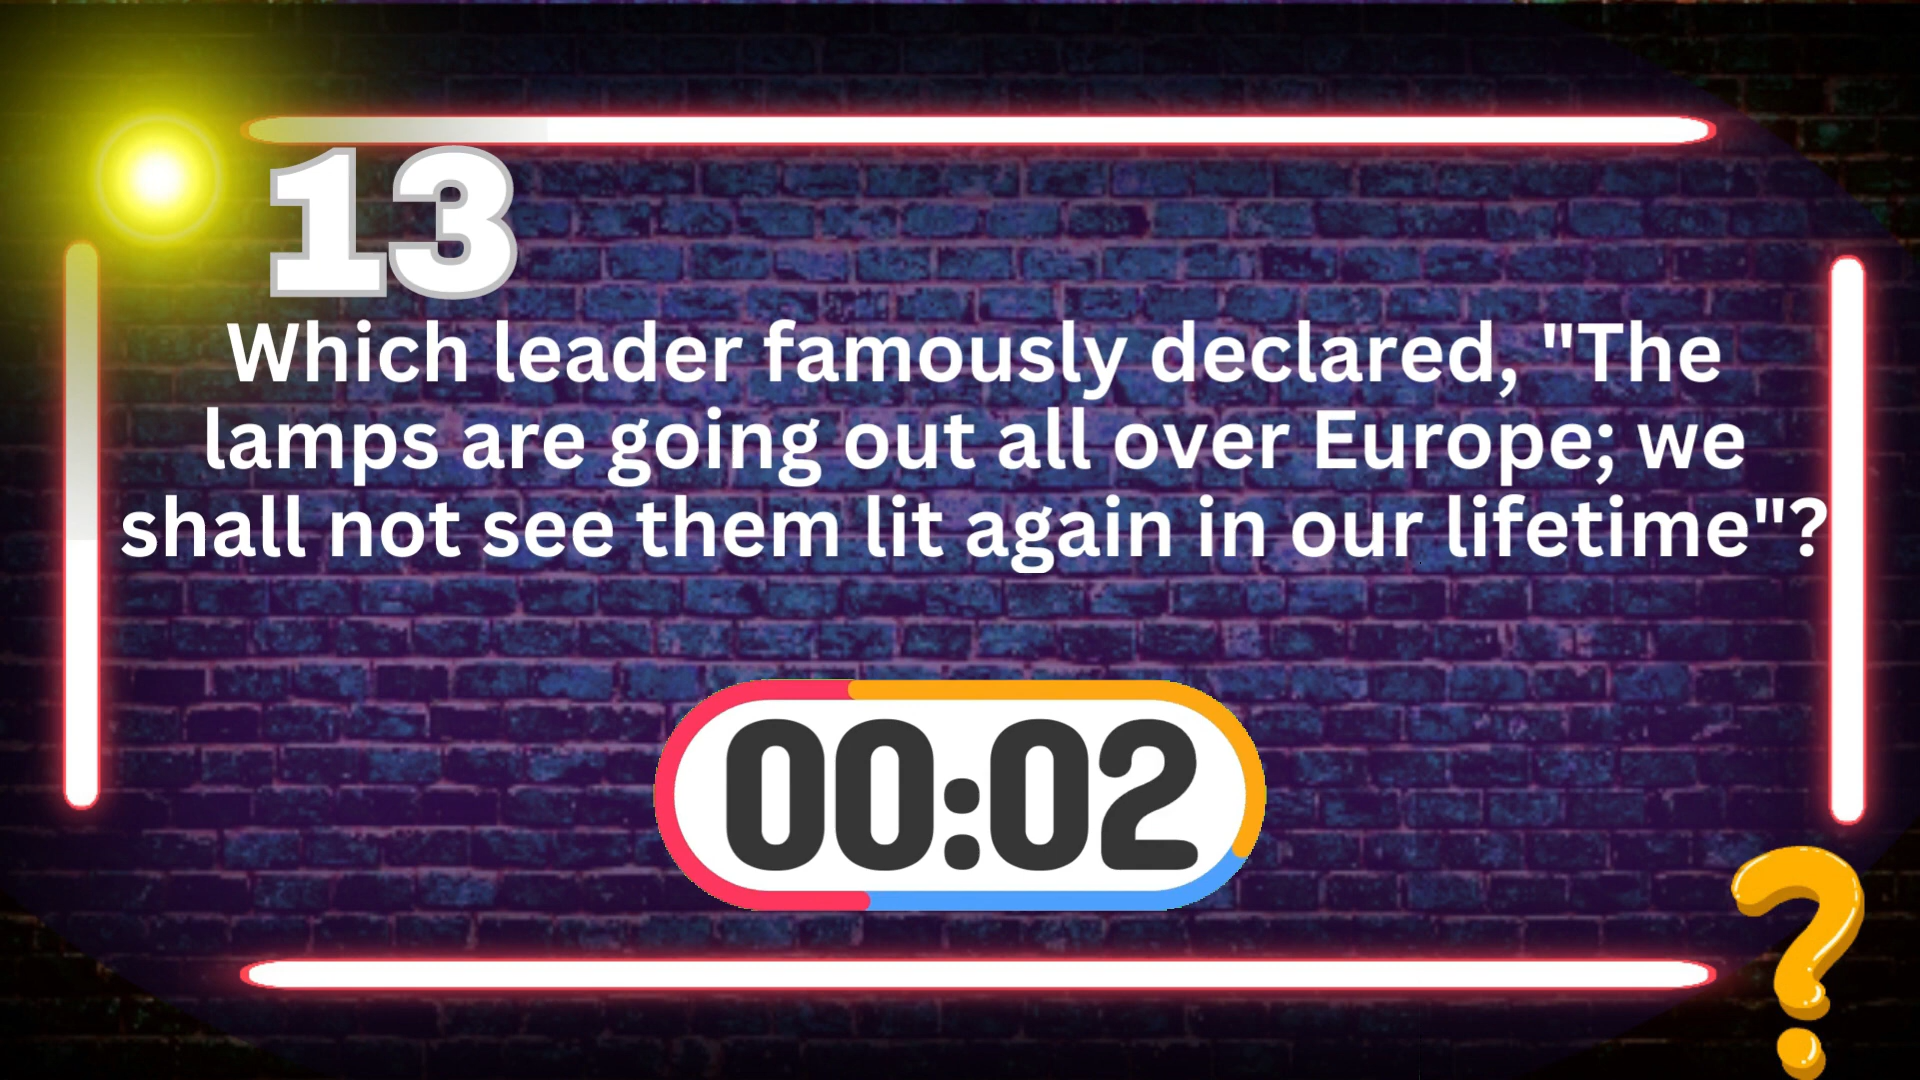 13
Which leader famously declared, "The
lamps are going out all over Europe; we
shall not see them lit again in our lifetime"?
00:02
?